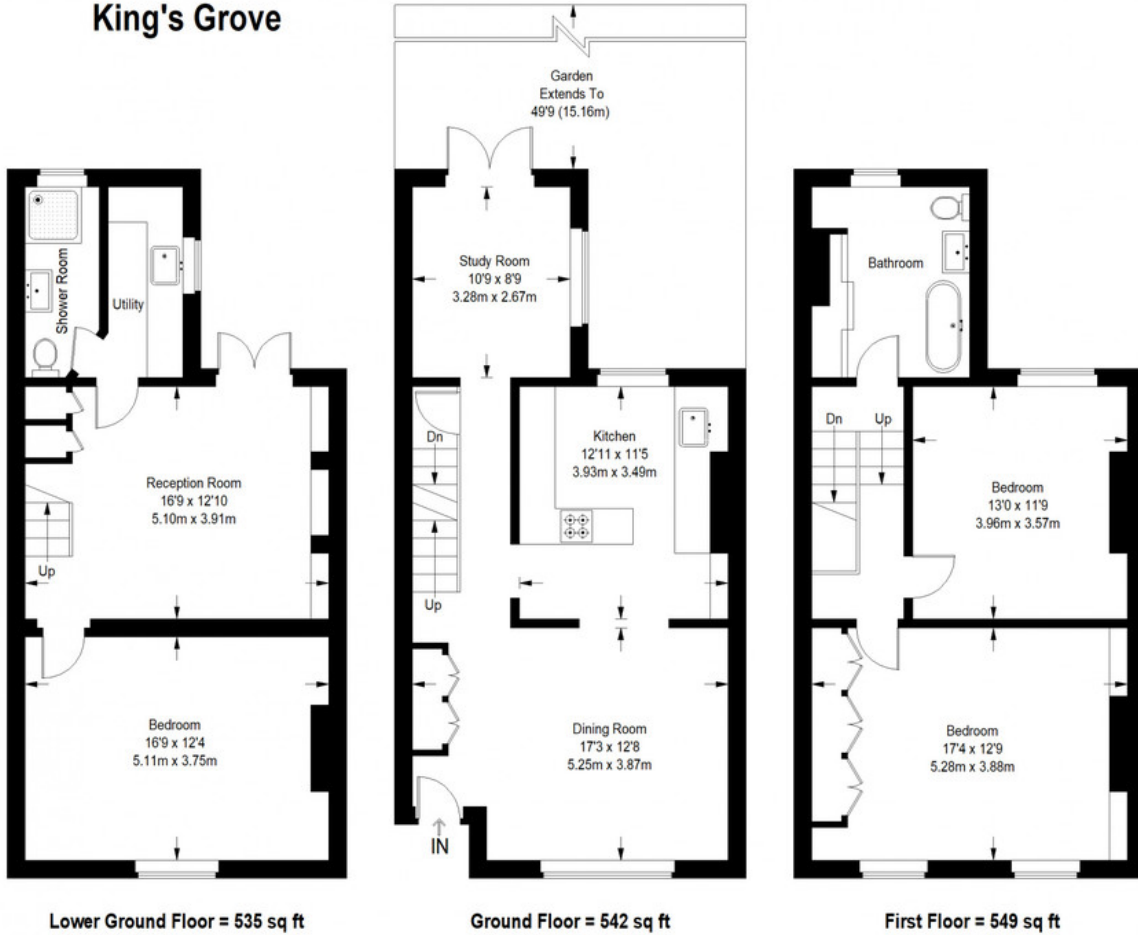 King's Grove
Garden
Extends To
49'9 (15.16m)
Shower Room
Utility
Reception Room
16'9 x 12'10
5.10m x 3.91m
Up
Bedroom
16'9 x 12'4
5.11m x 3.75m
Lower Ground Floor = 535 sq ft
Study Room
10'9 x 8'9
3.28m x 2.67m
Dn
Up
Kitchen
12'11 x 11'5
3.93m x 3.49m
Dining Room
17'3 x 12'8
5.25m x 3.87m
IN
Ground Floor = 542 sq ft
Bathroom
Dn
Up
Bedroom
13'0 x 11'9
3.96m x 3.57m
Bedroom
17'4 x 12'9
5.28m x 3.88m
First Floor = 549 sq ft